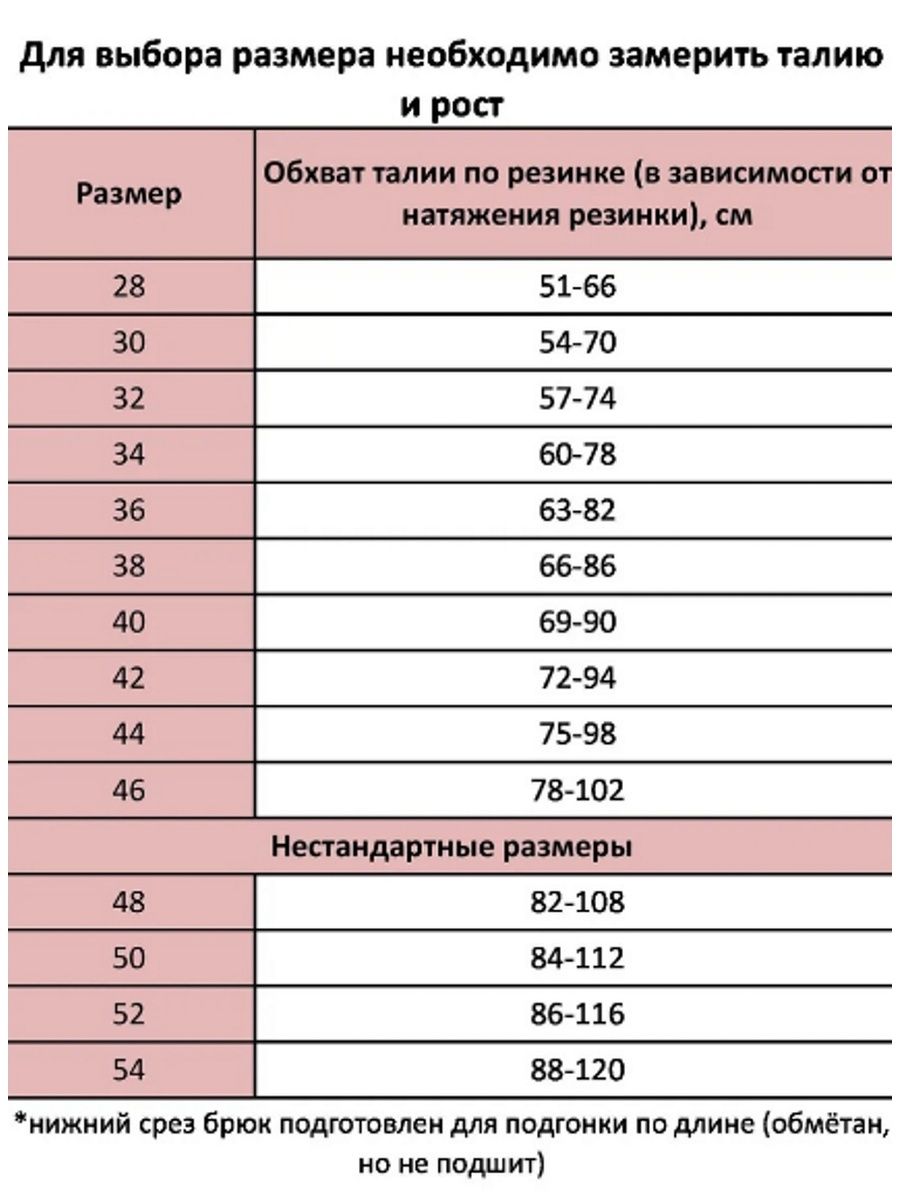 Для выбора размера необходимо замерить талию
и рост
Размер
Обхват талии по резинке (в зависимости от
натяжения резинки), см
28 51-66
30 54-70
32 57-74
34 60-78
36 63-82
38 66-86
40 69-90
42 72-94
44 75-98
46 78-102
Нестандартные размеры
48 82-108
50 84-112
52 86-116
54 88-120
*нижний срез брюк подготовлен для подгонки по длине (обмётан,
но не подшит)